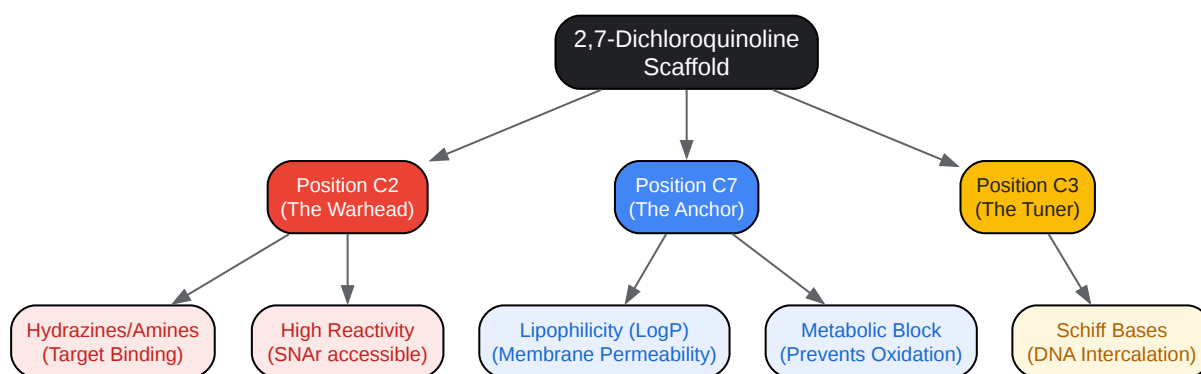 2,7-Dichloroquinoline
Scaffold
Position C2
(The Warhead)
Position C7
(The Anchor)
Position C3
(The Tuner)
Hydrazines/Amines
(Target Binding)
High Reactivity
(SNAr accessible)
Lipophilicity (LogP)
(Membrane Permeability)
Metabolic Block
(Prevents Oxidation)
Schiff Bases
(DNA Intercalation)